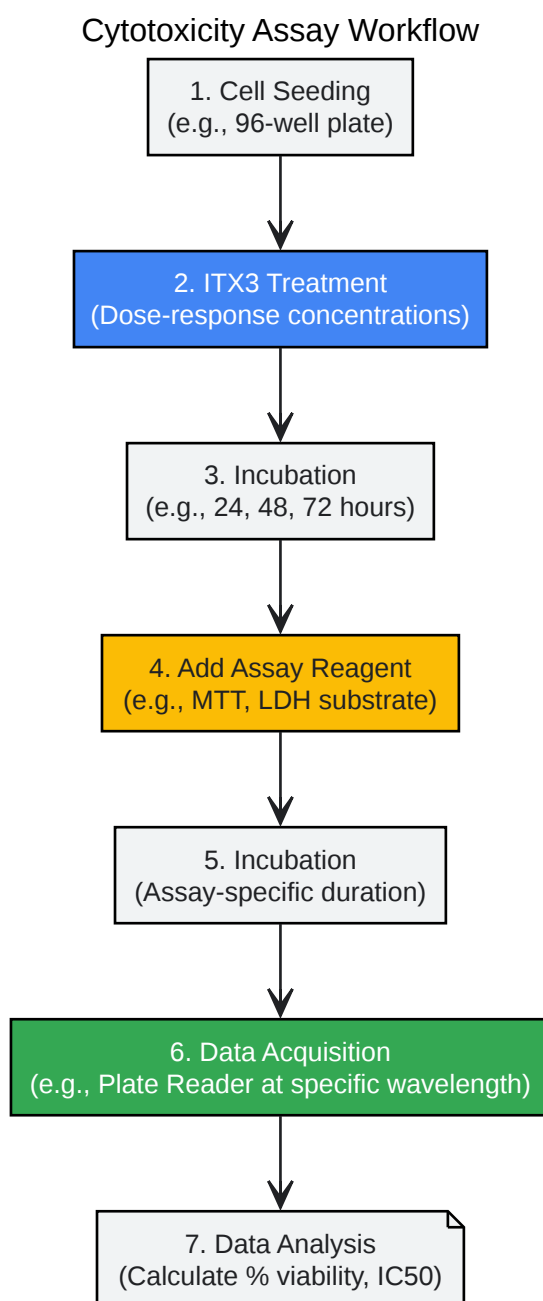 Cytotoxicity Assay Workflow
1. Cell Seeding
(e.g., 96-well plate)
2. ITX3 Treatment
(Dose-response concentrations)
3. Incubation
(e.g., 24, 48, 72 hours)
4. Add Assay Reagent
(e.g., MTT, LDH substrate)
5. Incubation
(Assay-specific duration)
6. Data Acquisition
(e.g., Plate Reader at specific wavelength)
7. Data Analysis
(Calculate % viability, IC50)